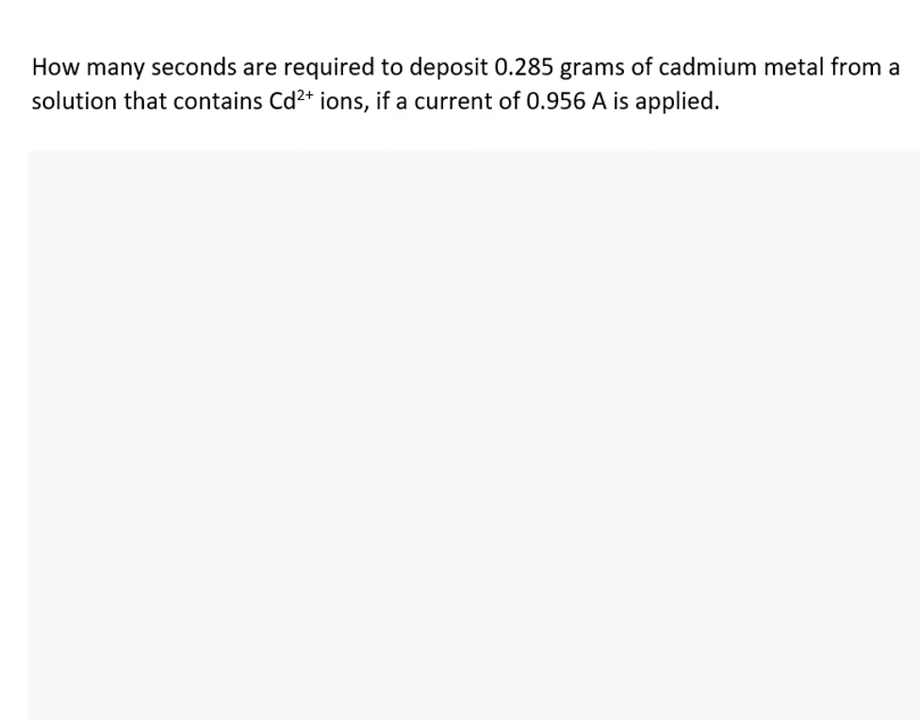 How many seconds are required to deposit 0.285 grams of cadmium metal from a
solution that contains Cd²⁺ ions, if a current of 0.956 A is applied.